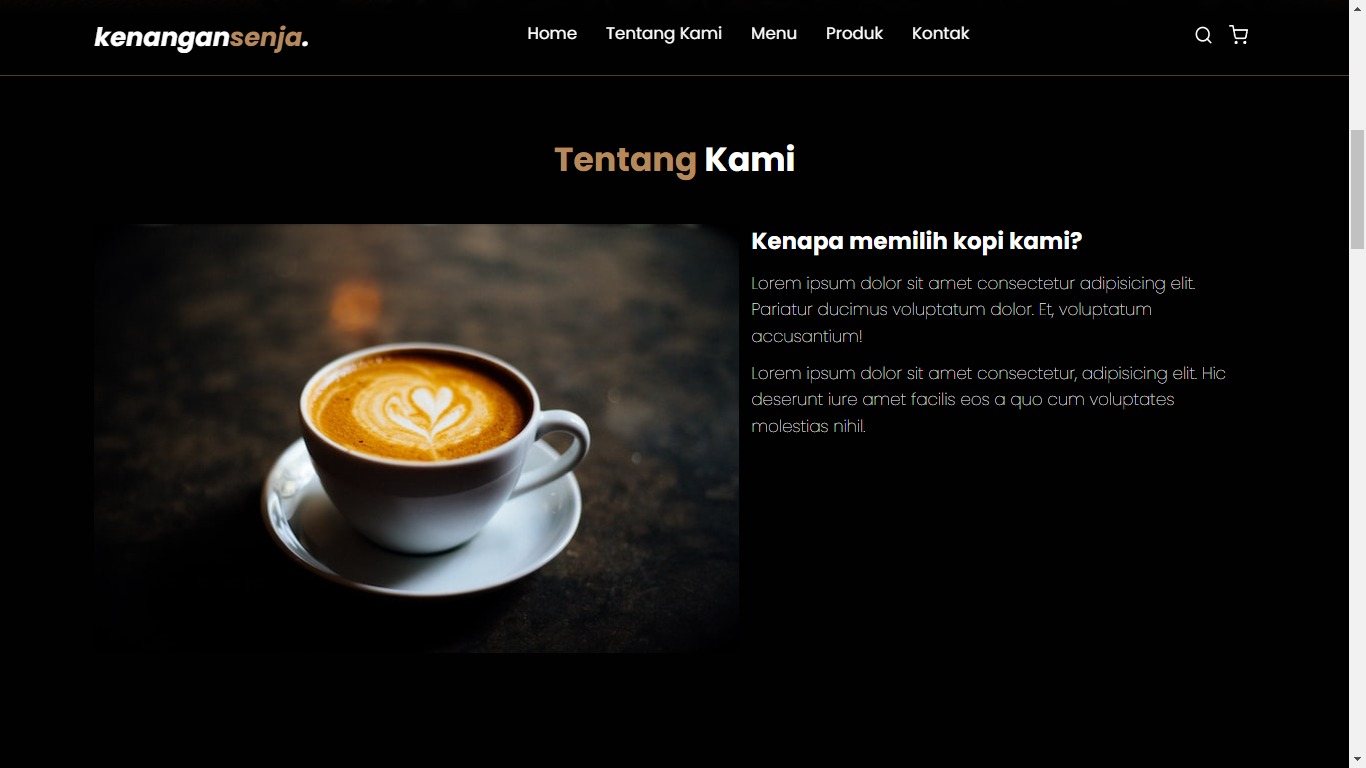 kenangansenja.
Home Tentang Kami Menu Produk Kontak
Tentang Kami
Kenapa memilih kopi kami?
Lorem ipsum dolor sit amet consectetur adipisicing elit.
Pariatur ducimus voluptatum dolor. Et, voluptatum
accusantium!
Lorem ipsum dolor sit amet consectetur, adipisicing elit. Hic
deserunt iure amet facilis eos a quo cum voluptates
molestias nihil.